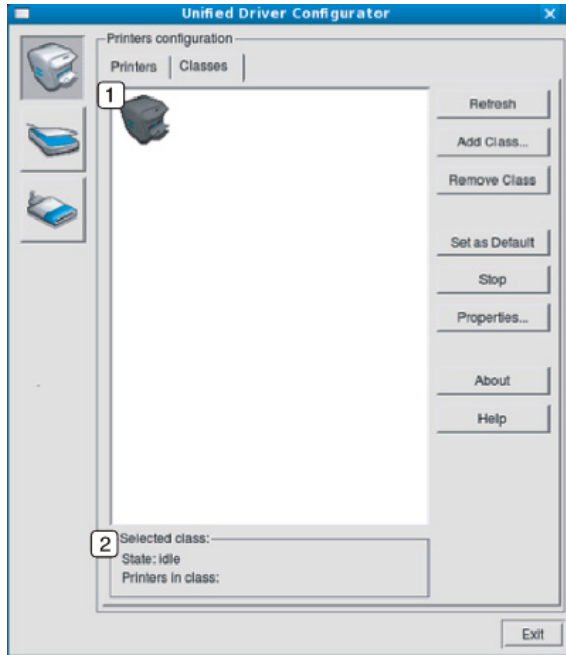 Unified Driver Configurator
Printers configuration
Printers
Classes
1
Refresh
Add Class...
Remove Class
Set as Default
Stop
Properties...
About
Help
2
Selected class:
State: idle
Printers in class:
Exit